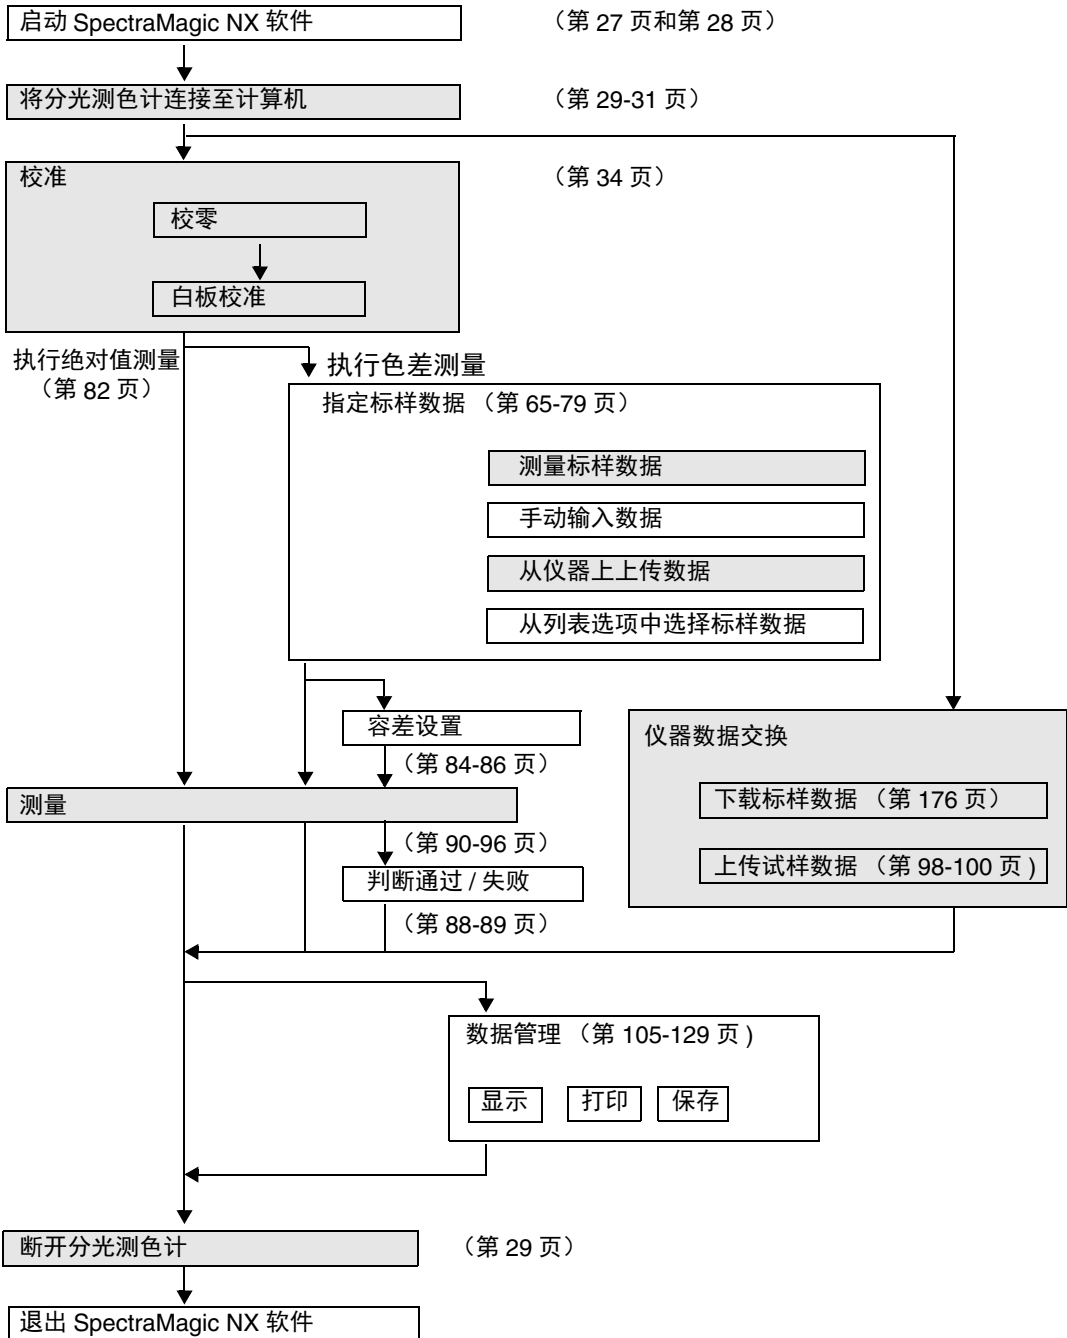 启动 SpectraMagic NX 软件 （第 27 页和第 28 页）
将分光测色计连接至计算机 （第 29-31 页）
校准 （第 34 页）
校零
白板校准
执行绝对值测量
（第 82 页）
执行色差测量
指定标样数据 （第 65-79 页）
测量标样数据
手动输入数据
从仪器上上传数据
从列表选项中选择标样数据
容差设置
（第 84-86 页）
仪器数据交换
下载标样数据 （第 176 页）
上传试样数据 （第 98-100 页 )
测量
（第 90-96 页）
判断通过 / 失败
（第 88-89 页）
数据管理 （第 105-129 页 )
显示 打印 保存
断开分光测色计 （第 29 页）
退出 SpectraMagic NX 软件